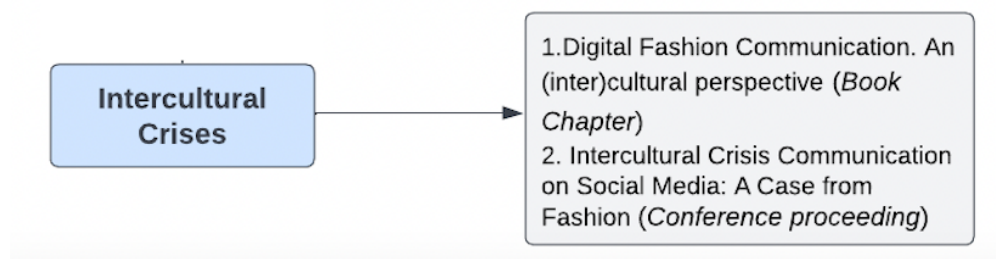 Intercultural
Crises
1.Digital Fashion Communication. An
(inter)cultural perspective (Book
Chapter)
2. Intercultural Crisis Communication
on Social Media: A Case from
Fashion (Conference proceeding)